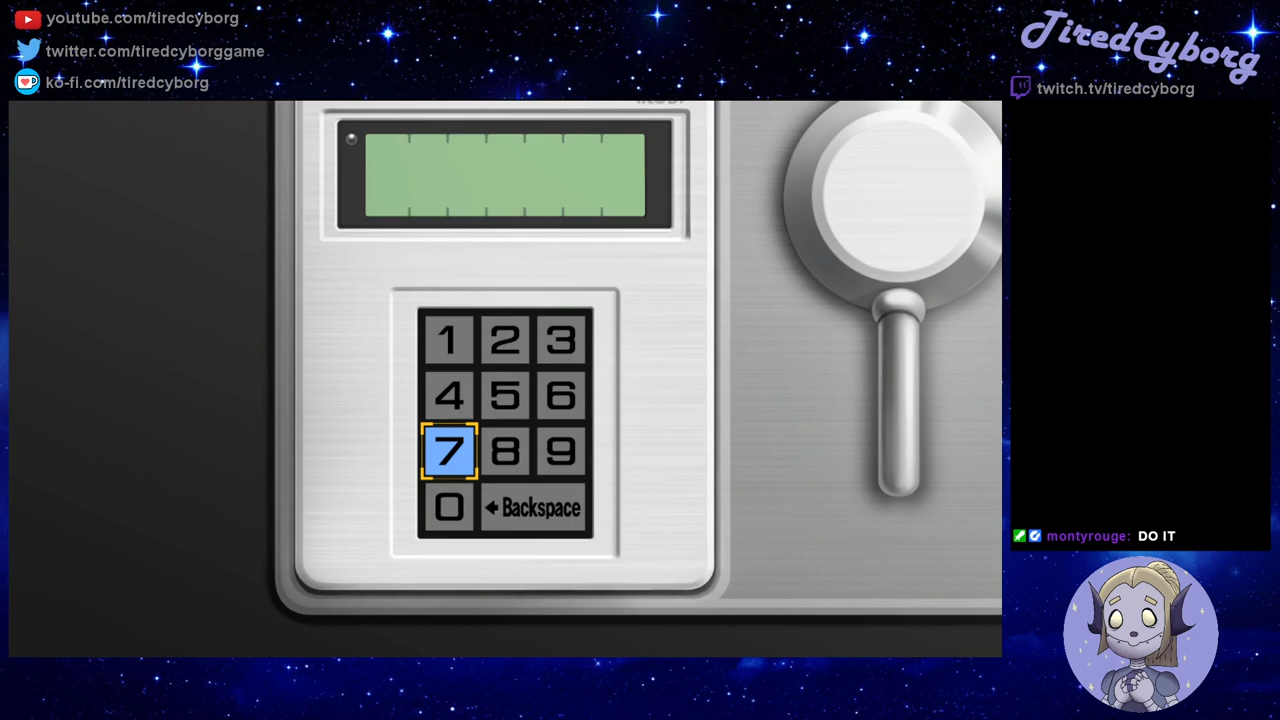 youtube.com/tiredcyborg
twitter.com/tiredcyborggame
ko-fi.com/tiredcyborg
TiredCyborg
twitch.tv/tiredcyborg
1 2 3
4 5 6
7 8 9
0 Backspace
montyrouge: DO IT